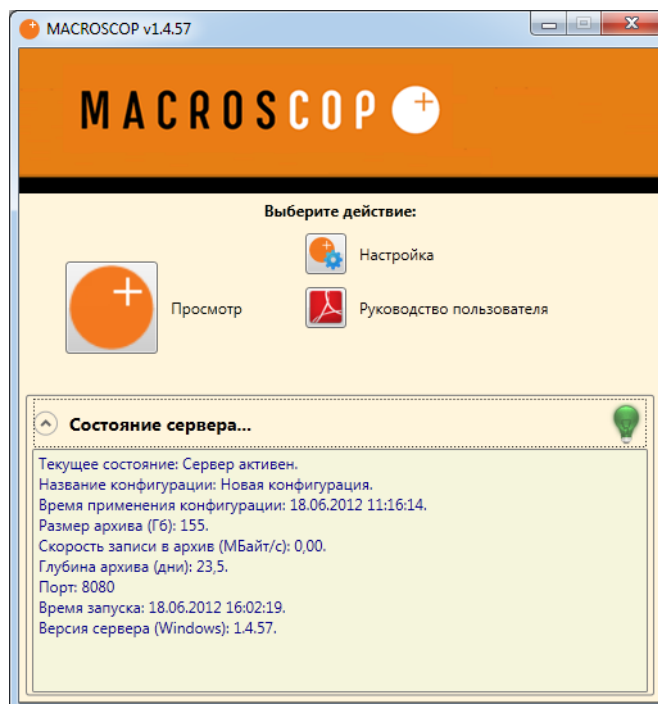 MACROSCOP v1.4.57
MACROSCOP
Выберите действие:
Настройка
Просмотр
Руководство пользователя
Состояние сервера...
Текущее состояние: Сервер активен.
Название конфигурации: Новая конфигурация.
Время применения конфигурации: 18.06.2012 11:16:14.
Размер архива (Гб): 155.
Скорость записи в архив (МБайт/с): 0,00.
Глубина архива (дни): 23,5.
Порт: 8080
Время запуска: 18.06.2012 16:02:19.
Версия сервера (Windows): 1.4.57.